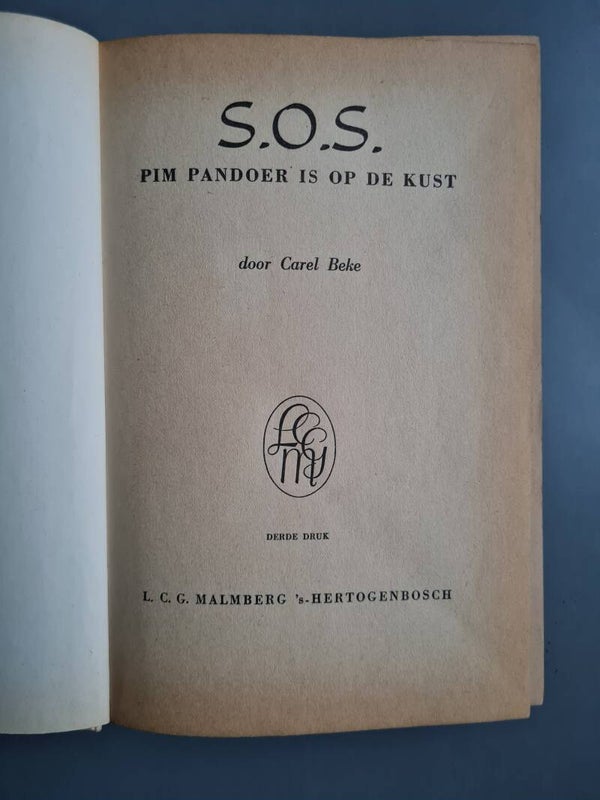 S.O.S.
PIM PANDOER IS OP DE KUST
door Carel Beke
DERDE DRUK
L. C. G. MALMBERG 's-HERTOGENBOSCH